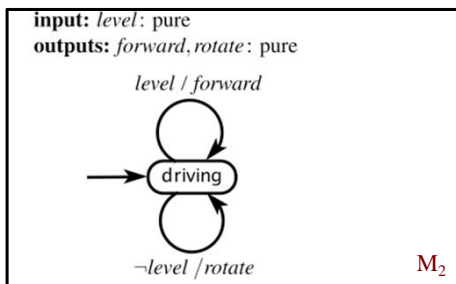 input: level: pure
outputs: forward, rotate: pure
level / forward
driving
¬level /rotate
M₂